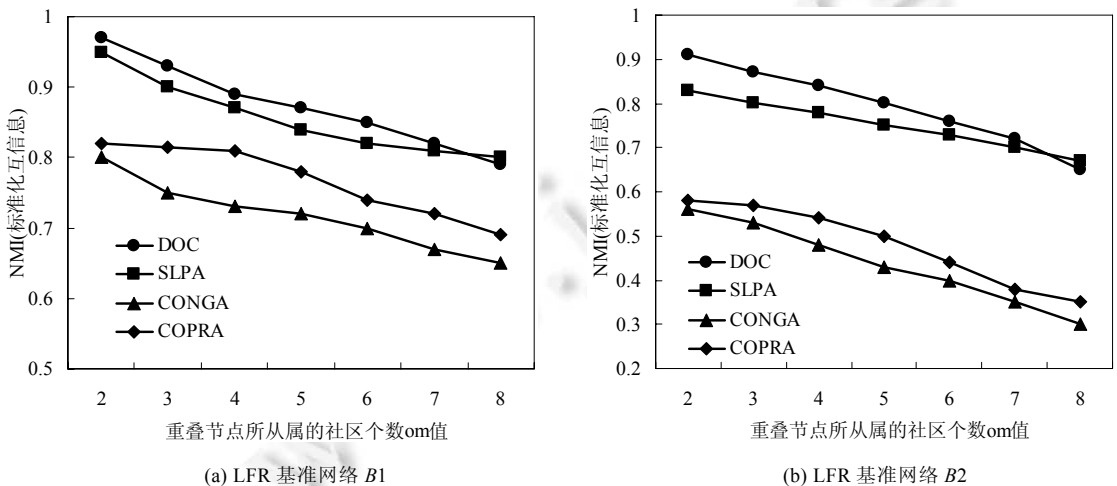 1
0.9
0.8
0.7
0.6
0.5
NMI(标准化互信息)
DOC
SLPA
CONGA
COPRA
2 3 4 5 6 7 8
重叠节点所从属的社区个数om值
(a) LFR 基准网络 B1
1
0.9
0.8
0.7
0.6
0.5
0.4
0.3
0.2
NMI(标准化互信息)
DOC
SLPA
CONGA
COPRA
2 3 4 5 6 7 8
重叠节点所从属的社区个数om值
(b) LFR 基准网络 B2